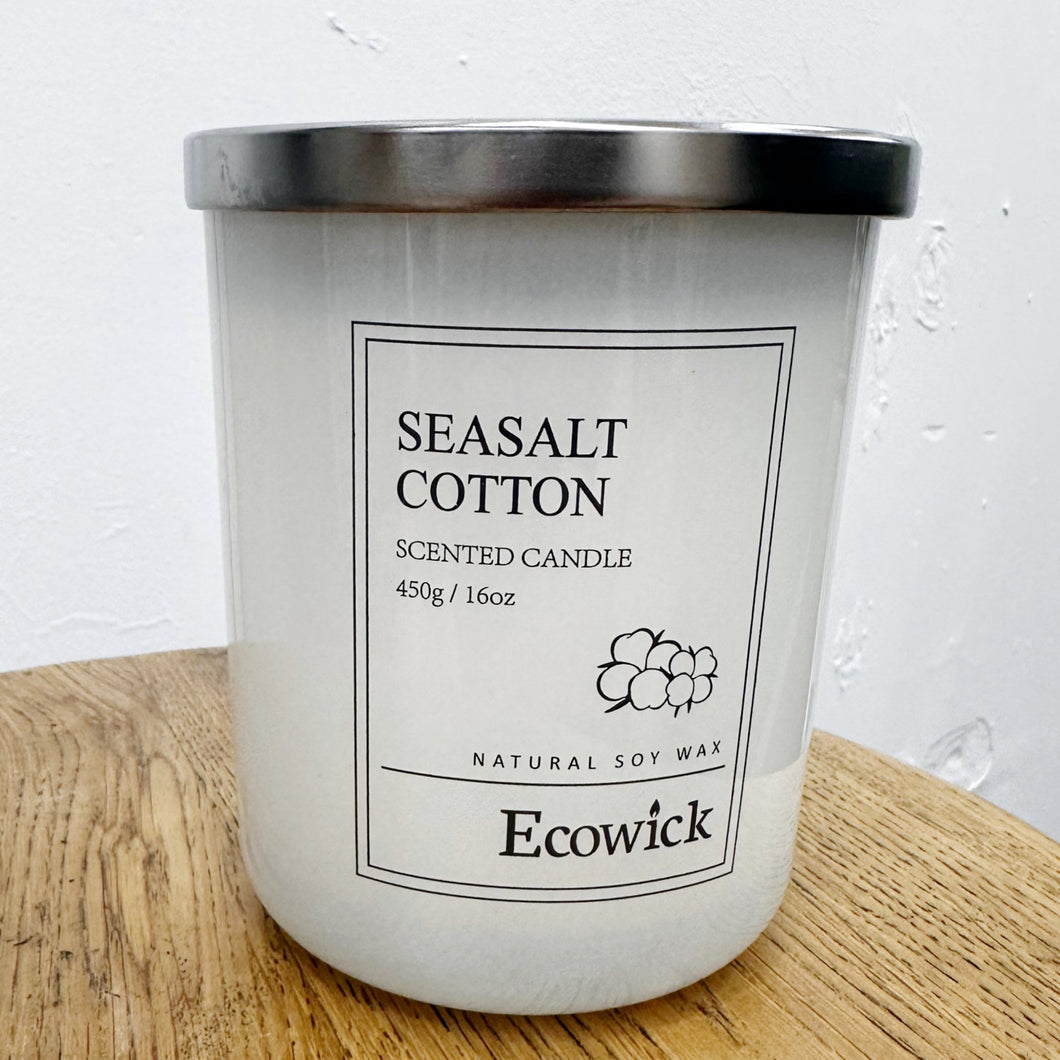 SEASALT
COTTON
SCENTED CANDLE
450g / 16oz
NATURAL SOY WAX
Ecowick